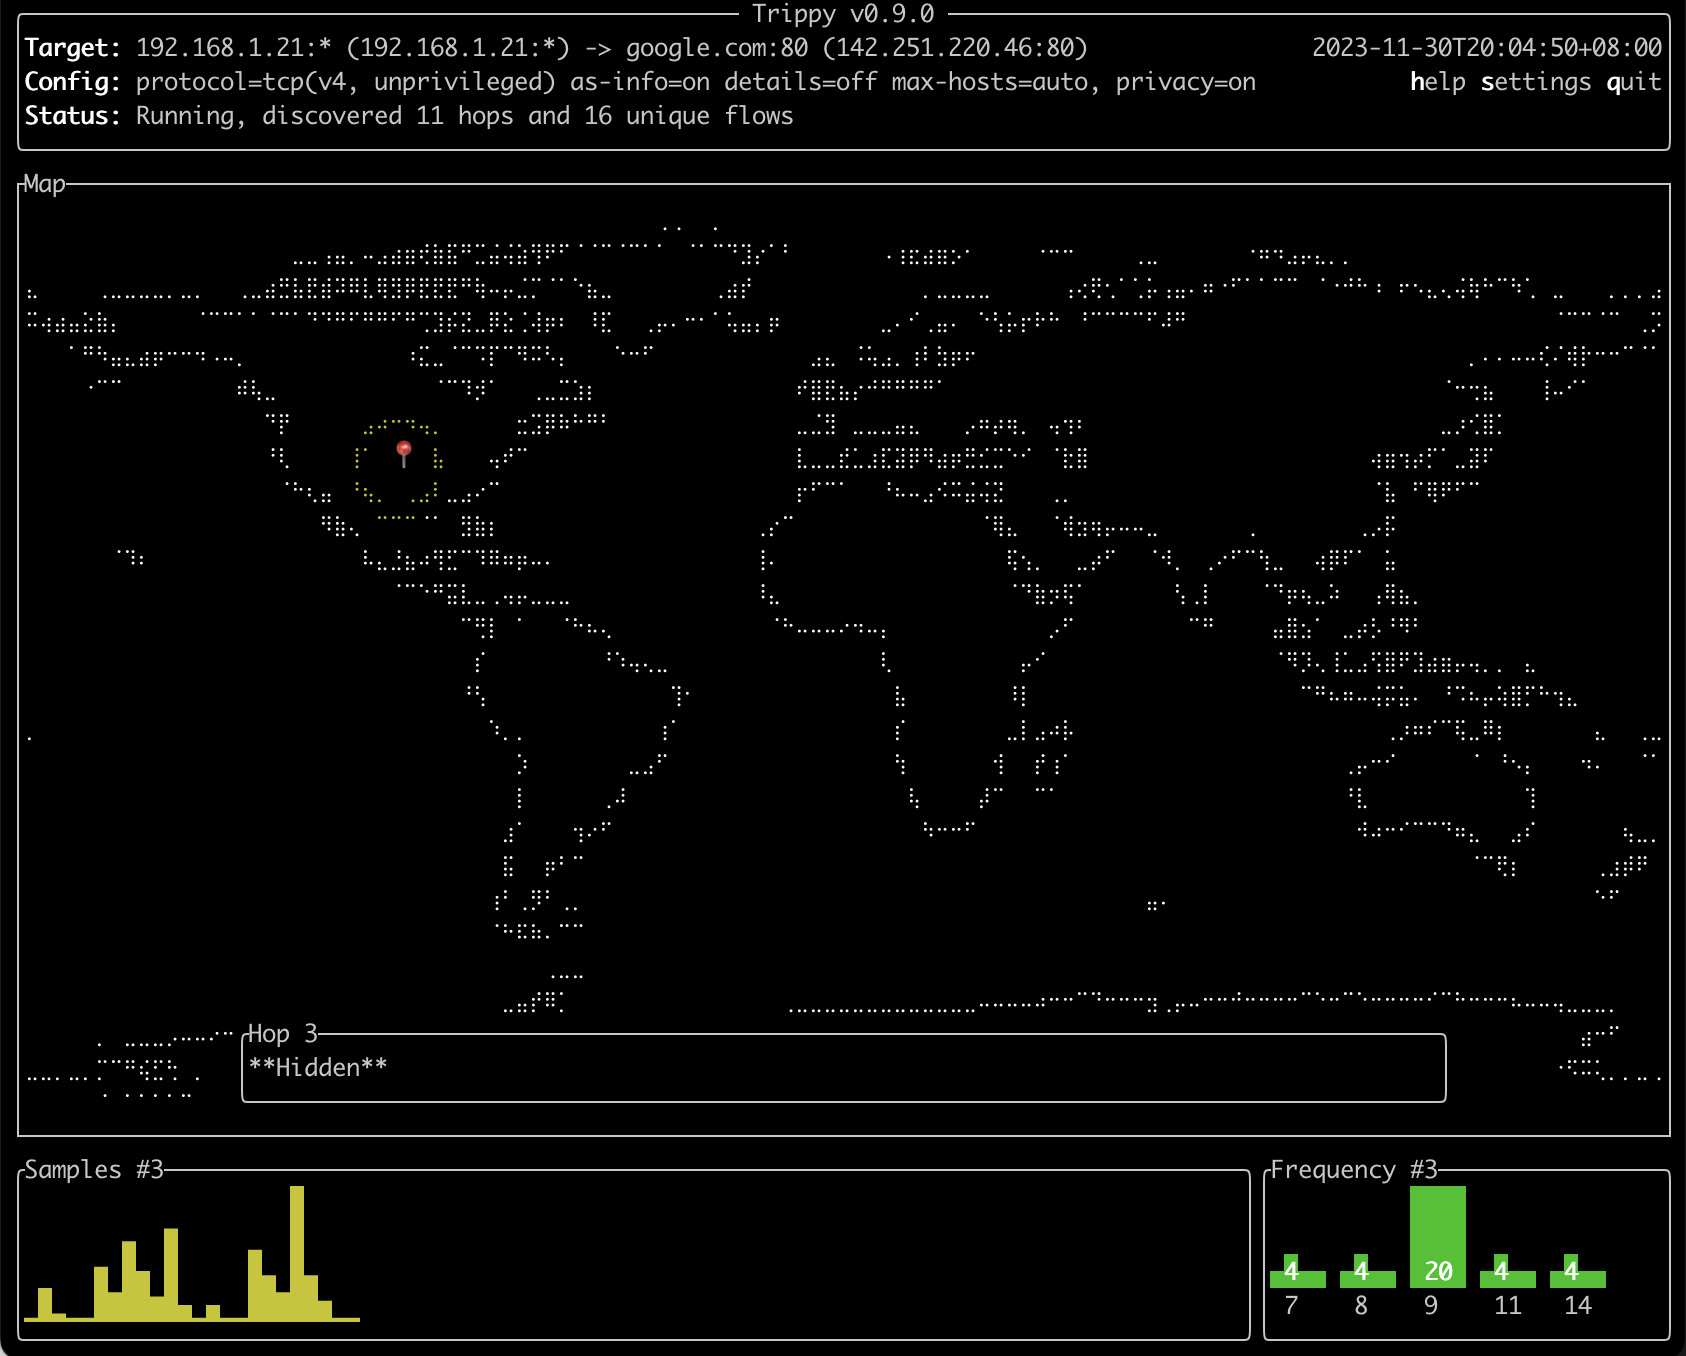 Trippy v0.9.0
Target: 192.168.1.21:* (192.168.1.21:*) -> google.com:80 (142.251.220.46:80) 2023-11-30T20:04:50+08:00
Config: protocol=tcp(v4, unprivileged) as-info=on details=off max-hosts=auto, privacy=on help settings quit
Status: Running, discovered 11 hops and 16 unique flows
Map
Hop 3
**Hidden**
Samples #3
Frequency #3
4 4 20 4 4
7 8 9 11 14